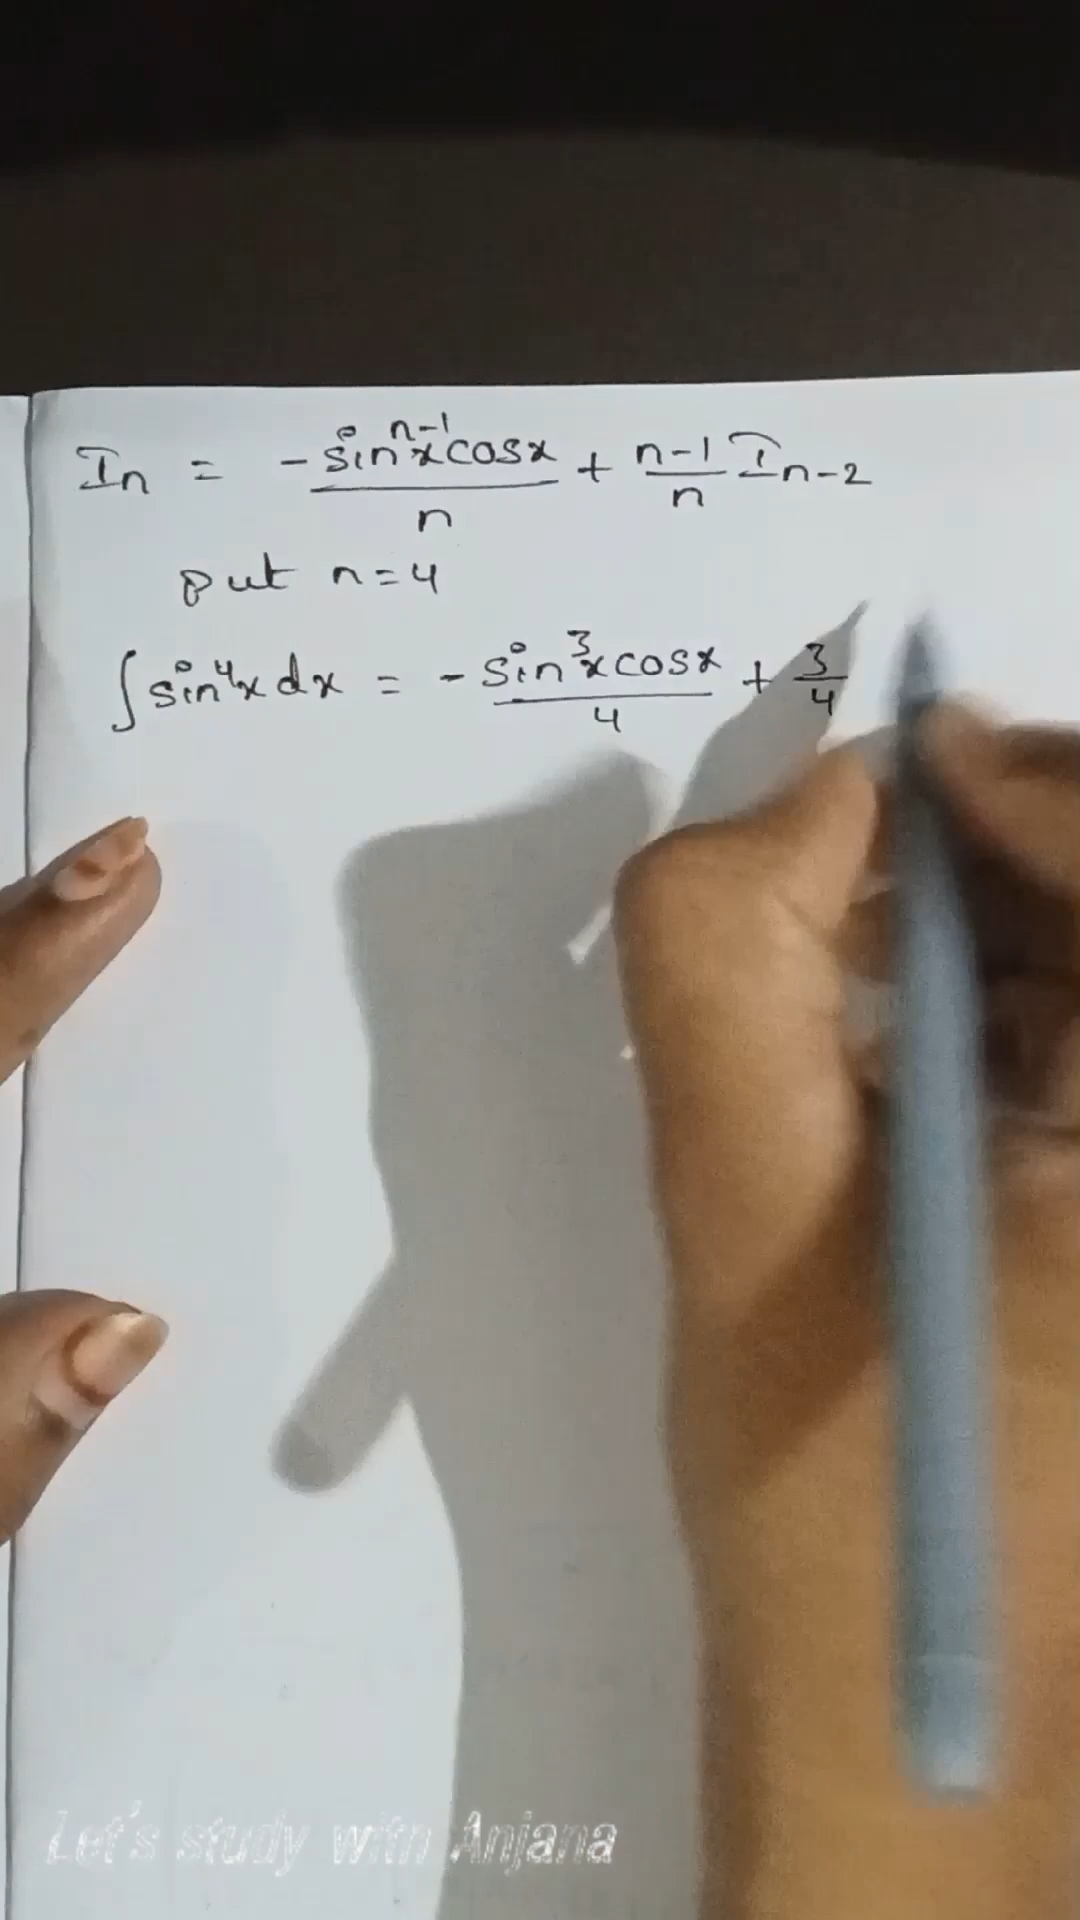 Iₙ = -sinⁿ⁻¹x cosx / n + n-1 / n Iₙ₋₂
put n=4
∫ sin⁴x dx = -sin³x cosx / 4 + 3/4
Let's study with Anjana